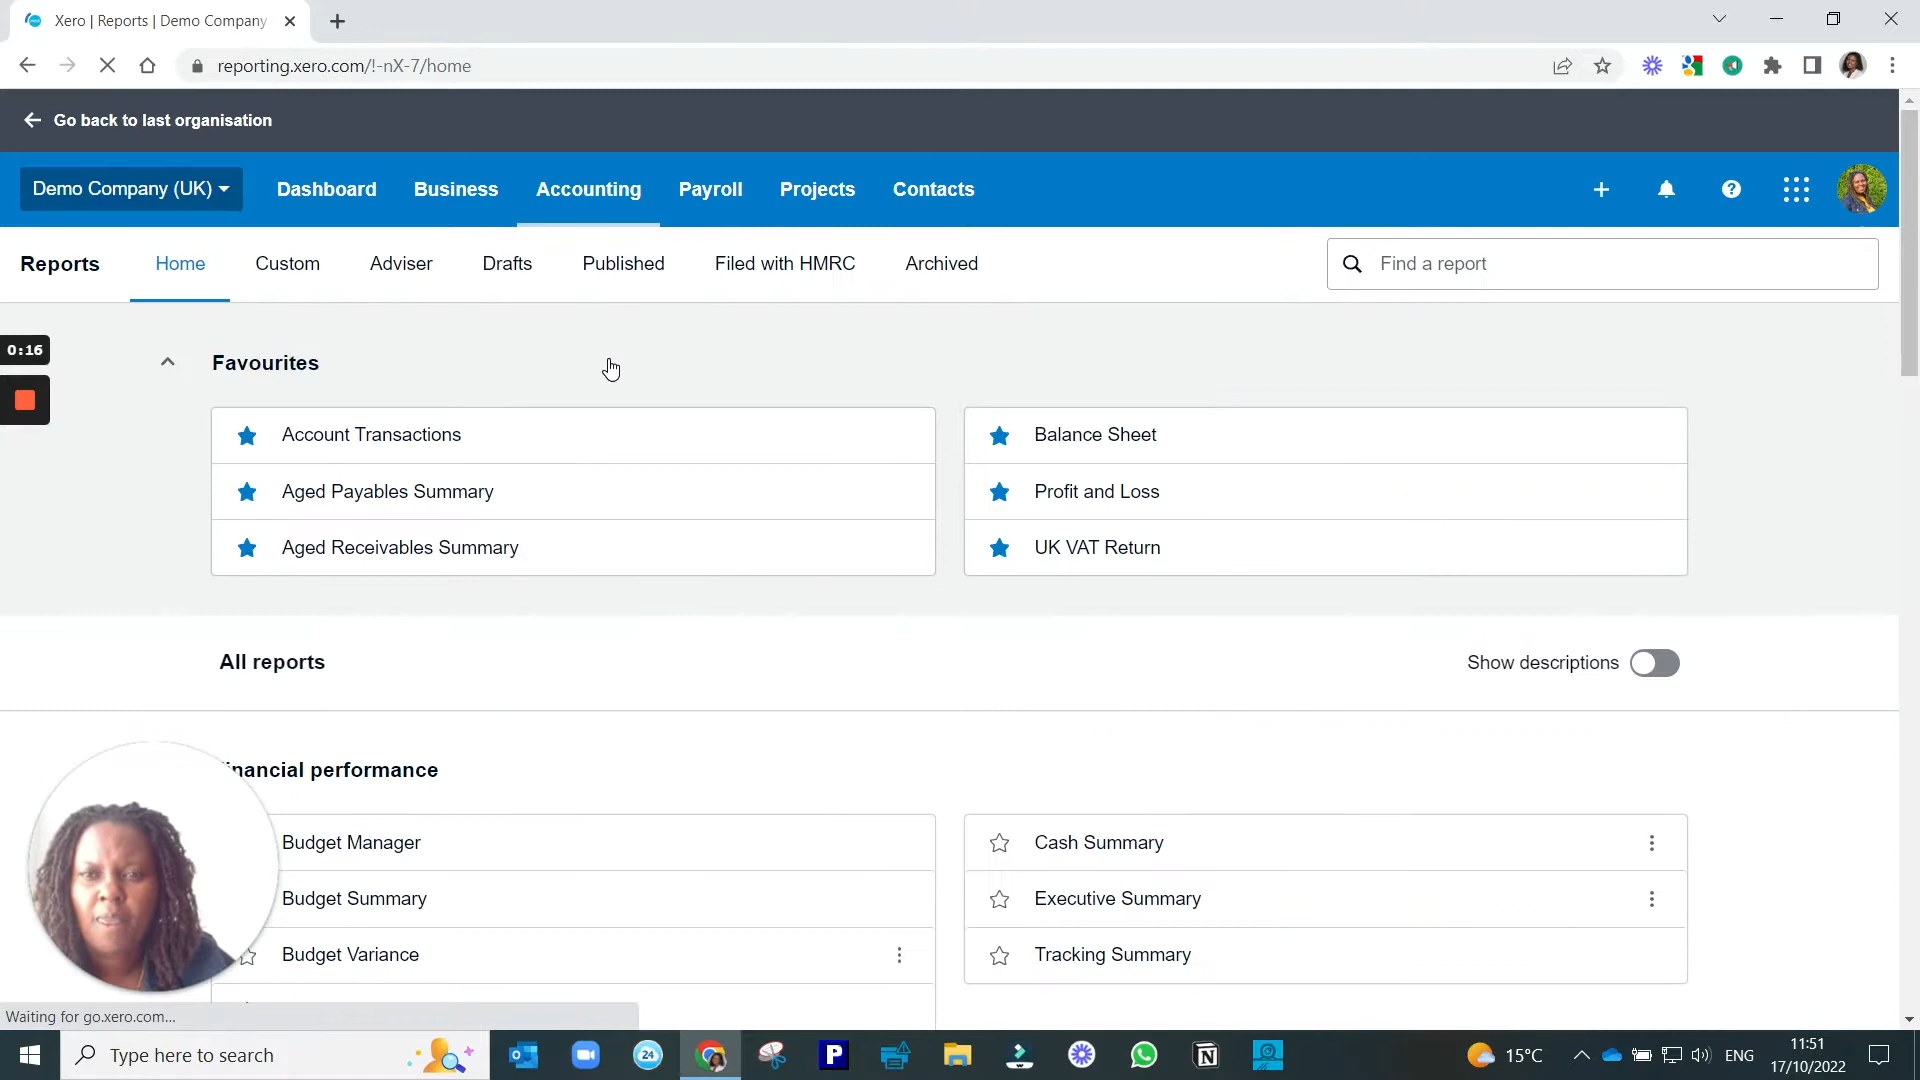 Xero | Reports | Demo Company
reporting.xero.com/!-nX-7/home
Go back to last organisation
Demo Company (UK) Dashboard Business Accounting Payroll Projects Contacts
Reports Home Custom Adviser Drafts Published Filed with HMRC Archived Find a report
0:16
Favourites
Account Transactions Balance Sheet
Aged Payables Summary Profit and Loss
Aged Receivables Summary UK VAT Return
All reports Show descriptions
inancial performance
Budget Manager Cash Summary
Budget Summary Executive Summary
Budget Variance Tracking Summary
Waiting for go.xero.com...
Type here to search 24 P N 15°C ENG 11:51
17/10/2022